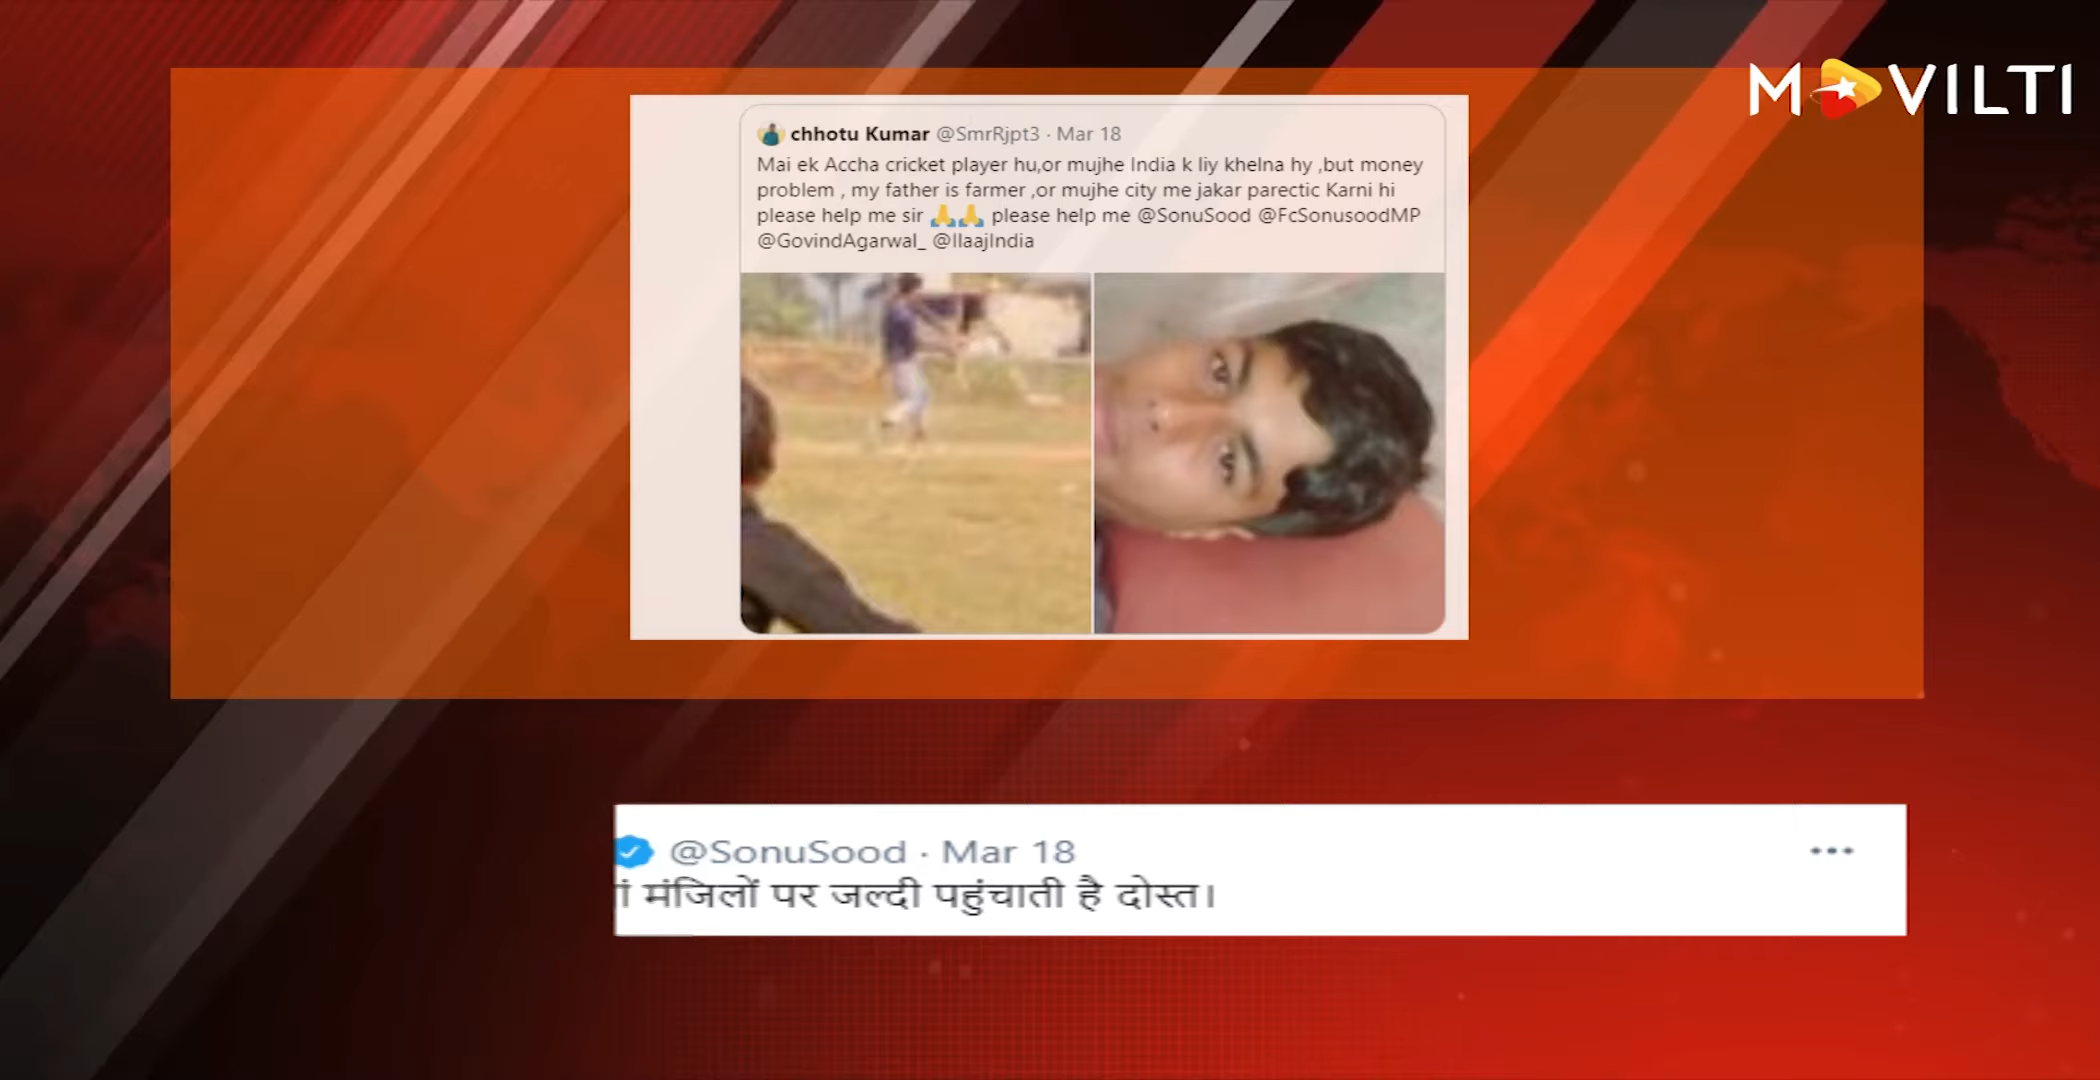 MOVILTI
chhotu Kumar @SmrRjpt3 · Mar 18
Mai ek Accha cricket player hu,or mujhe India k liy khelna hy ,but money
problem , my father is farmer ,or mujhe city me jakar parectic Karni hi
please help me sir 🙏🙏 please help me @SonuSood @FcSonusoodMP
@GovindAgarwal_ @IlaajIndia
@SonuSood · Mar 18
मंजिलों पर जल्दी पहुंचाती है दोस्त।